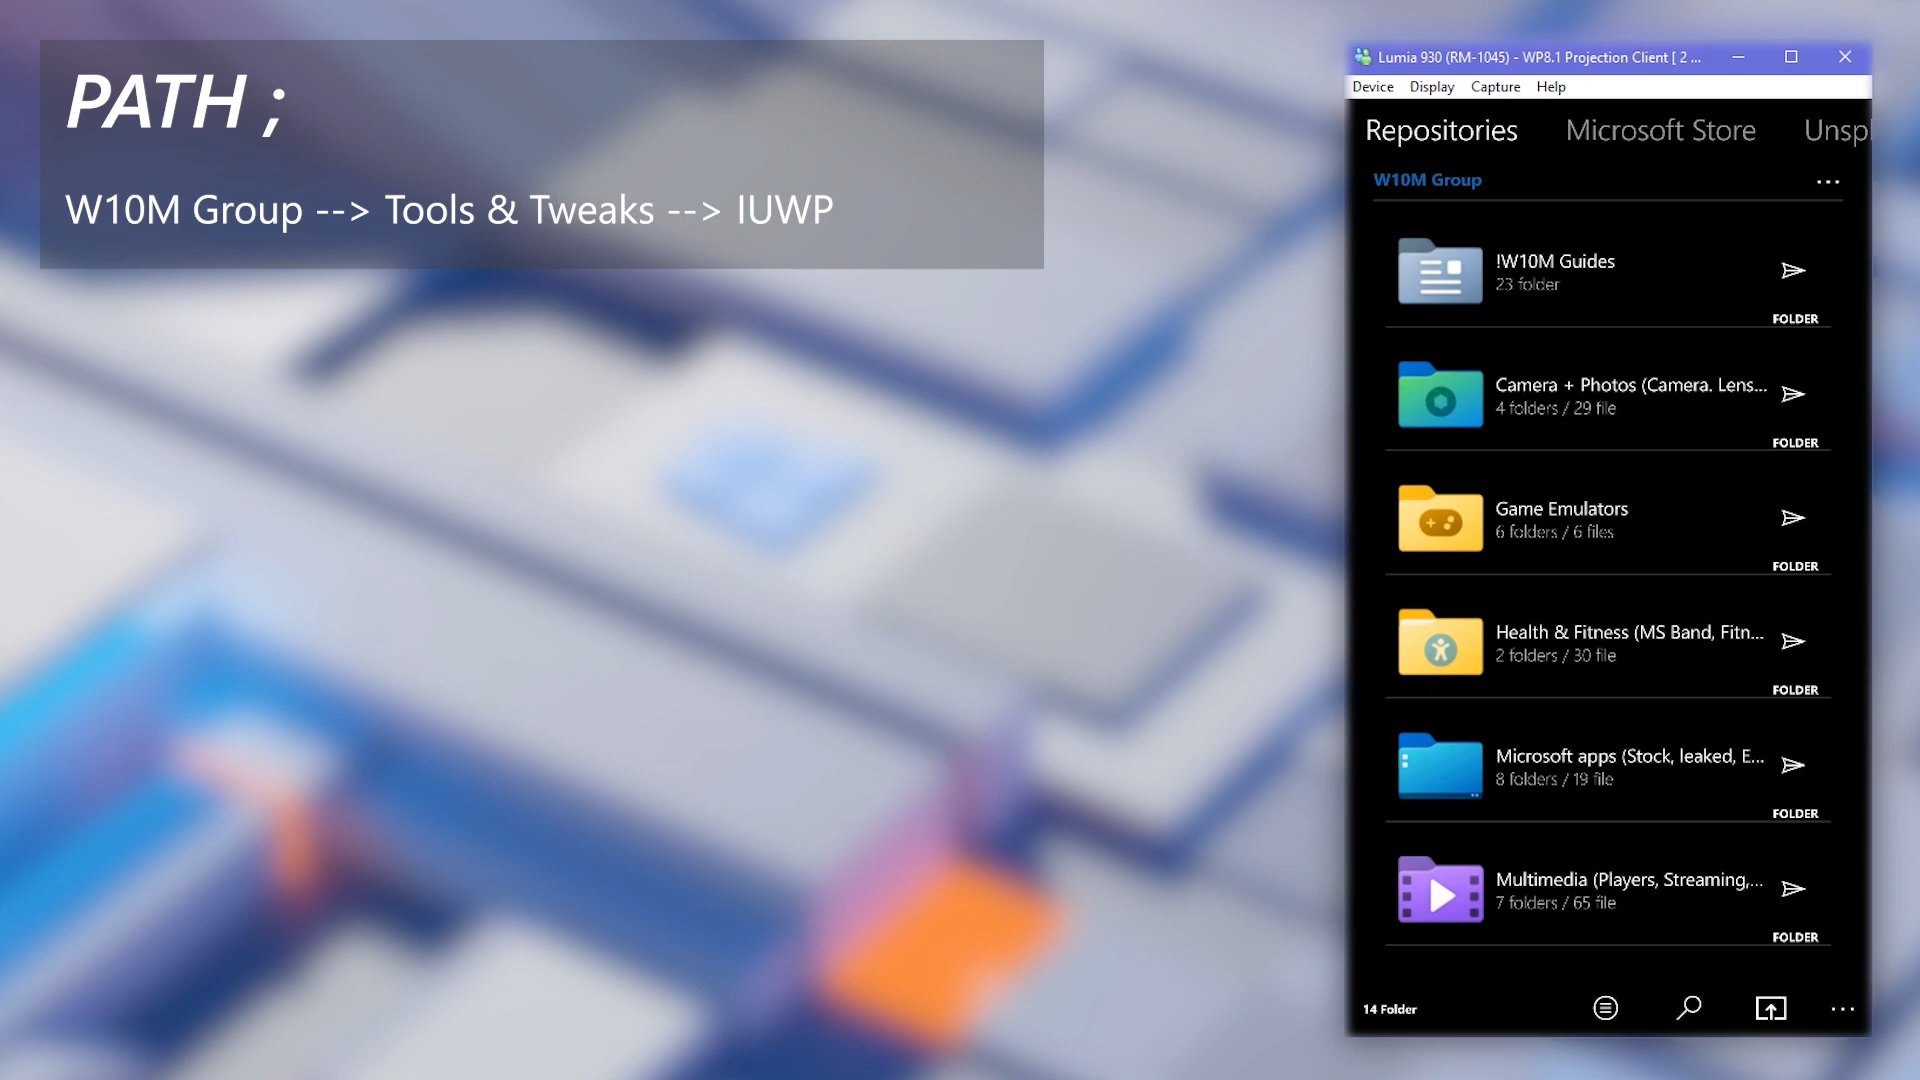 PATH ;
W10M Group --> Tools & Tweaks --> IUWP
Lumia 930 (RM-1045) - WP8.1 Projection Client [ 2 ...
Device Display Capture Help
Repositories Microsoft Store Unspl
W10M Group ...
!W10M Guides
23 folder
FOLDER
Camera + Photos (Camera. Lens...
4 folders / 29 file
FOLDER
Game Emulators
6 folders / 6 files
FOLDER
Health & Fitness (MS Band, Fitn...
2 folders / 30 file
FOLDER
Microsoft apps (Stock, leaked, E...
8 folders / 19 file
FOLDER
Multimedia (Players, Streaming,...
7 folders / 65 file
FOLDER
14 Folder ...